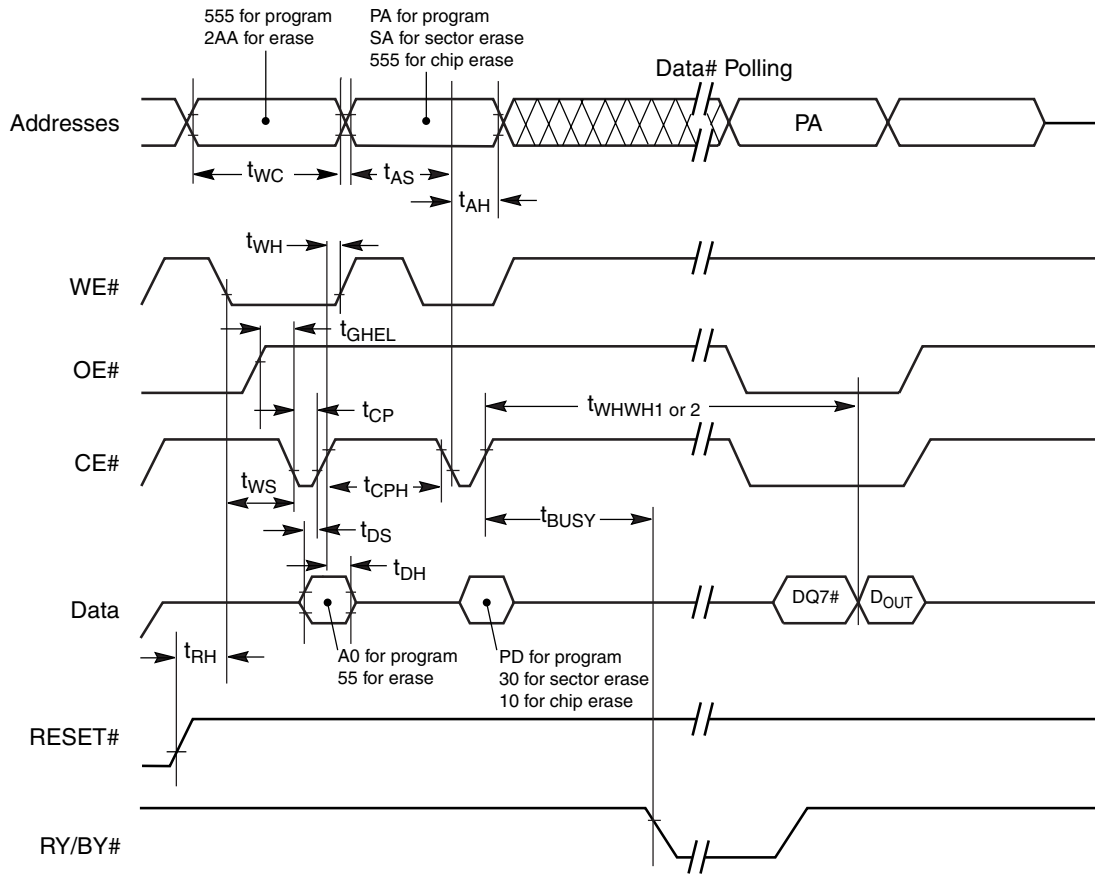 555 for program
2AA for erase
PA for program
SA for sector erase
555 for chip erase
Data# Polling
Addresses
PA
tWC
tAS
tAH
tWH
WE#
tGHEL
OE#
tCP
tWHWH1 or 2
CE#
tWS
tCPH
tBUSY
tDS
tDH
Data
DQ7#
DOUT
tRH
A0 for program
55 for erase
PD for program
30 for sector erase
10 for chip erase
RESET#
RY/BY#